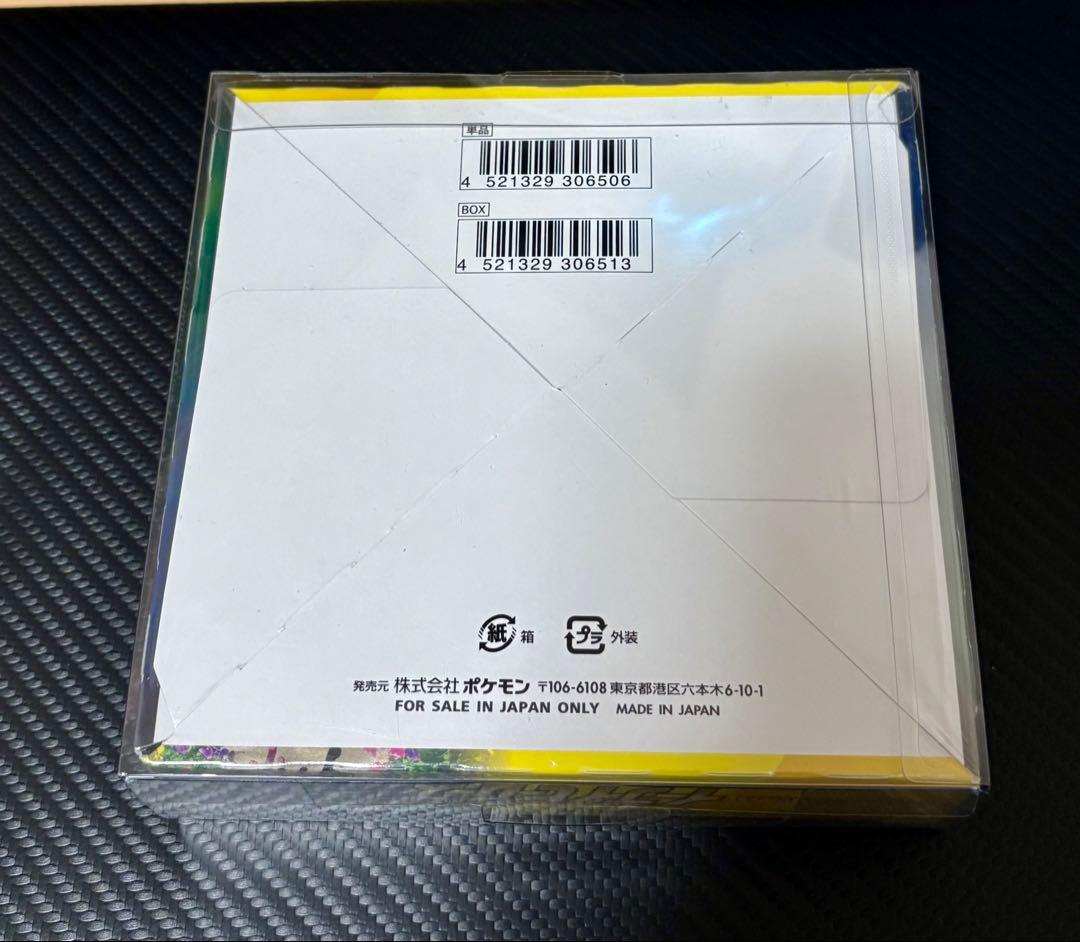 単品
4 521329 306506
BOX
4 521329 306513
紙 箱 プラ 外装
発売元 株式会社ポケモン 〒106-6108 東京都港区六本木6-10-1
FOR SALE IN JAPAN ONLY MADE IN JAPAN